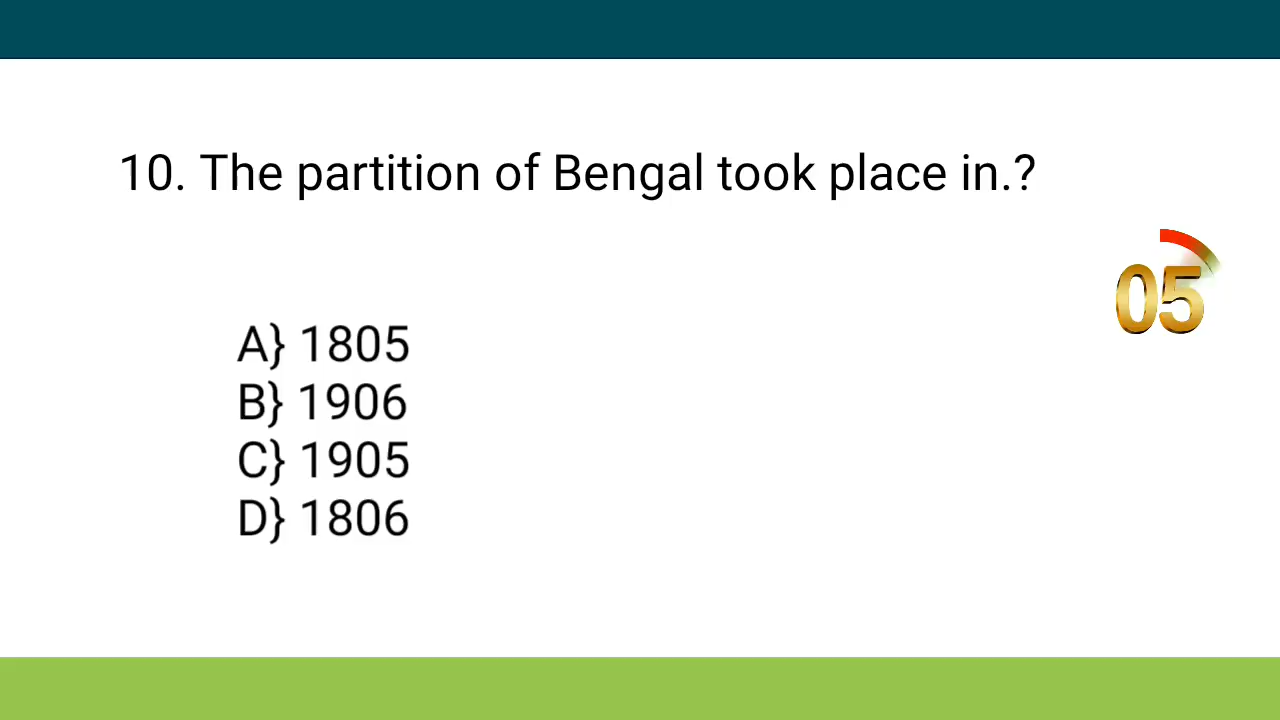 10. The partition of Bengal took place in.?
05
A} 1805
B} 1906
C} 1905
D} 1806